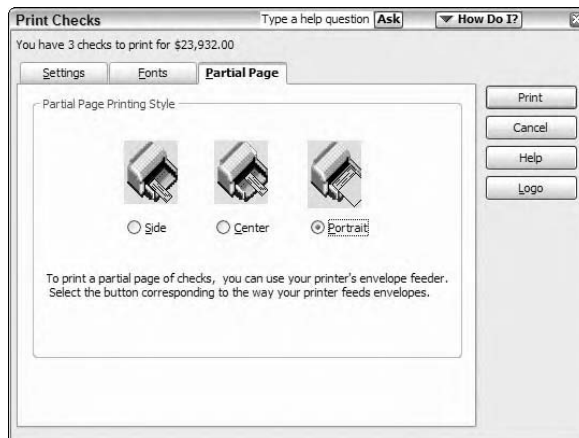 Print Checks
Type a help question Ask
How Do I?
You have 3 checks to print for $23,932.00
Settings
Fonts
Partial Page
Partial Page Printing Style
Side
Center
Portrait
To print a partial page of checks, you can use your printer's envelope feeder.
Select the button corresponding to the way your printer feeds envelopes.
Print
Cancel
Help
Logo